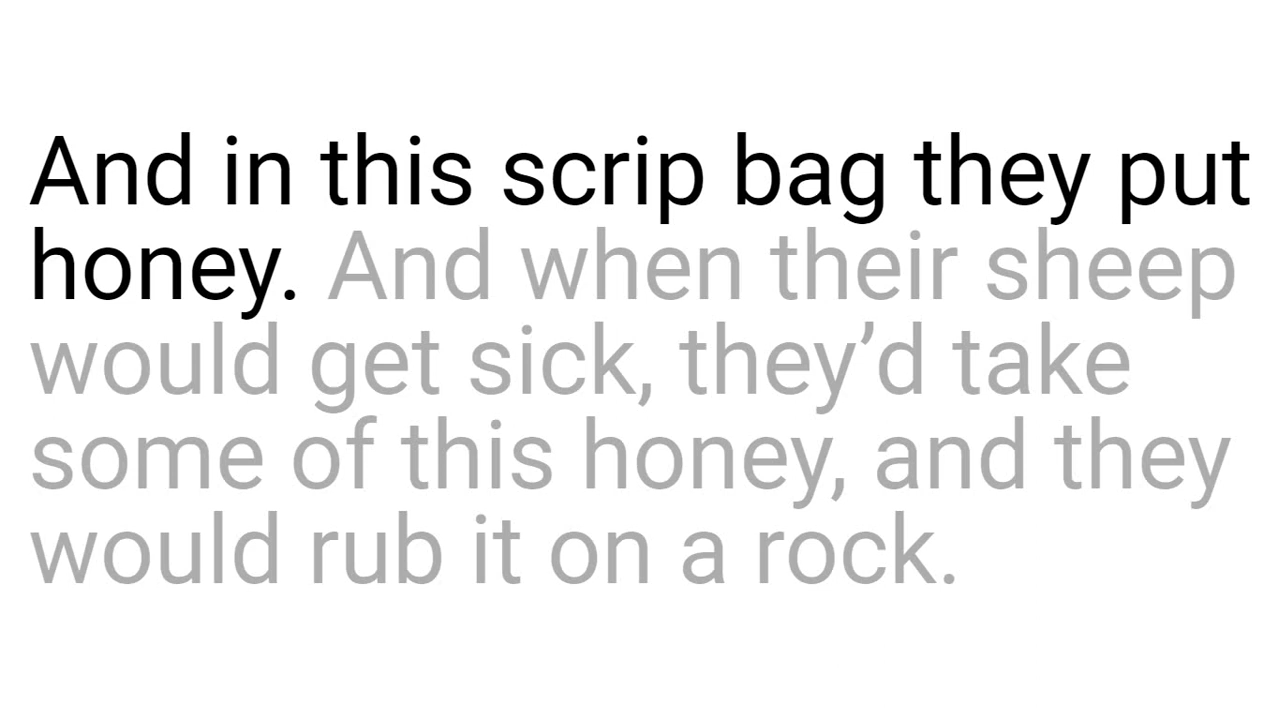 And in this scrip bag they put
honey. And when their sheep
would get sick, they’d take
some of this honey, and they
would rub it on a rock.